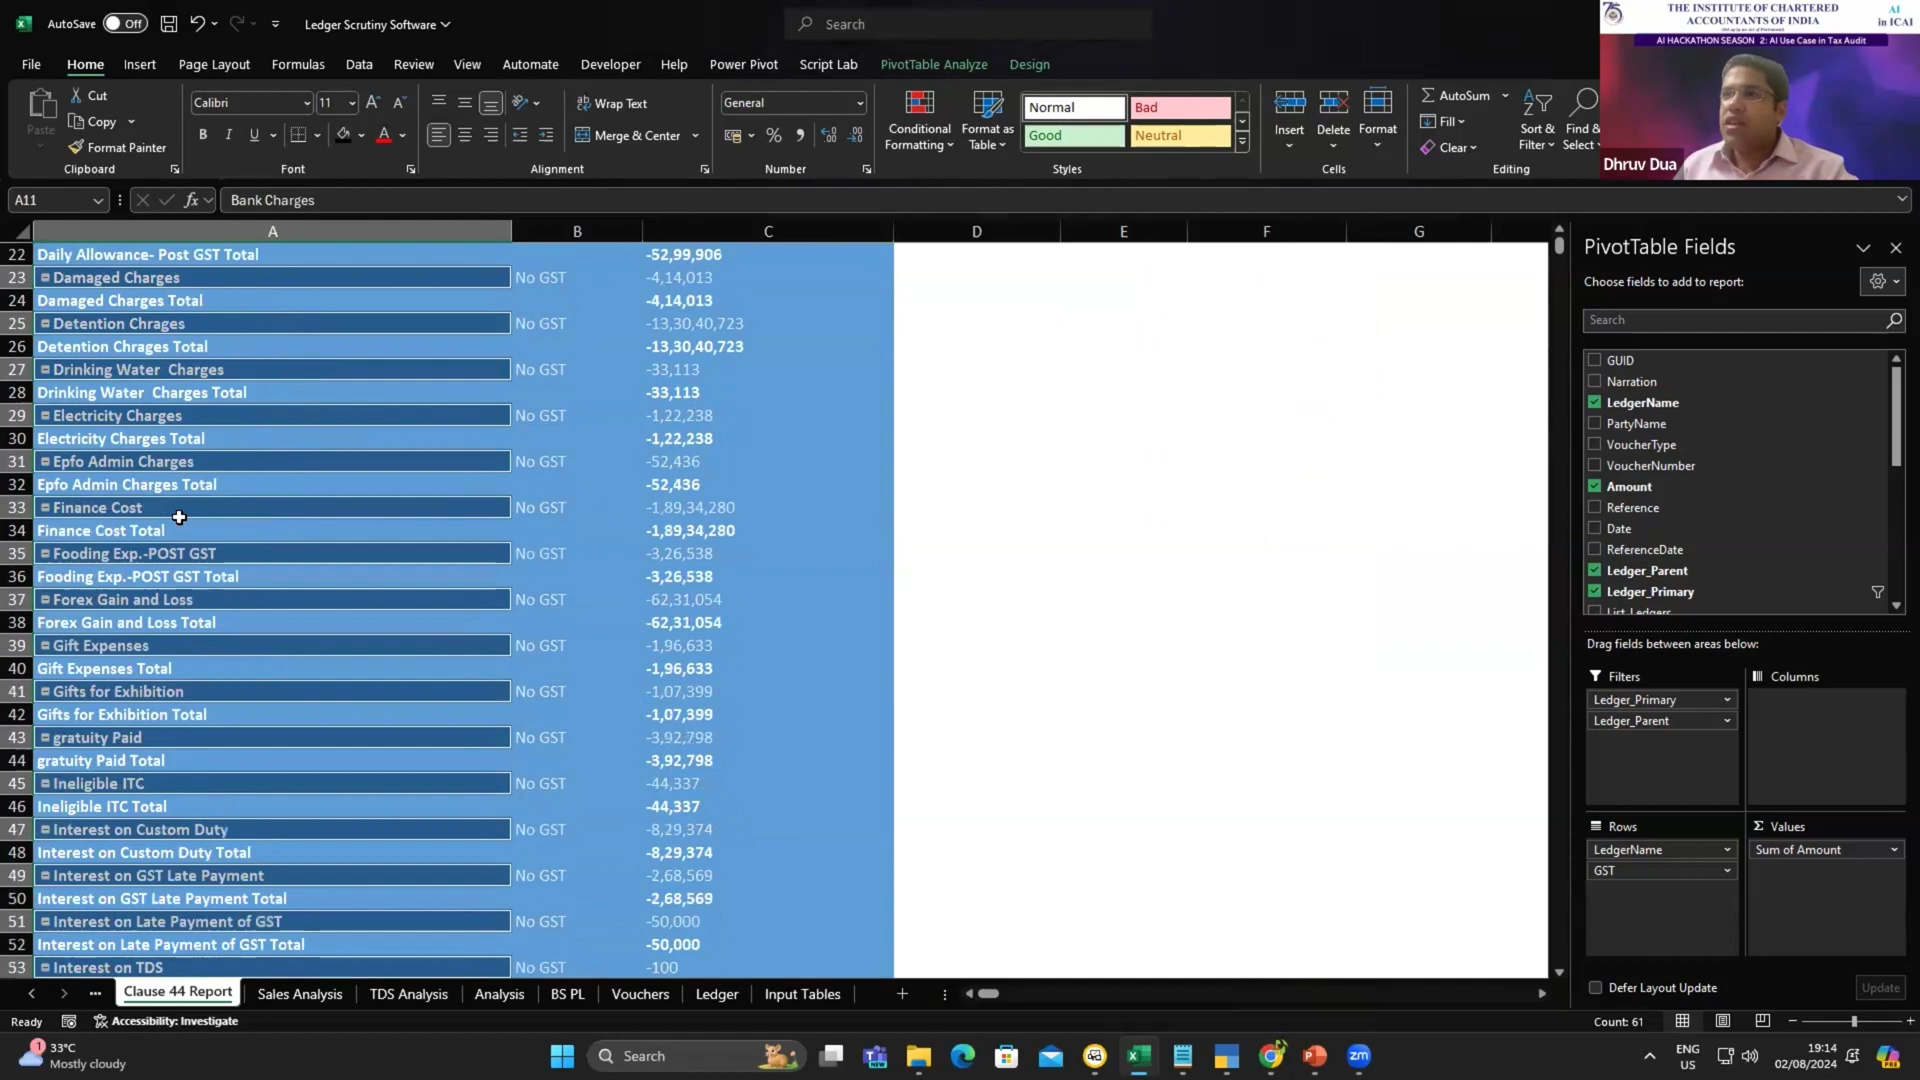 AutoSave Off Ledger Scrutiny Software Search
File Home Insert Page Layout Formulas Data Review View Automate Developer Help Power Pivot Script Lab PivotTable Analyze Design
THE INSTITUTE OF CHARTERED
ACCOUNTANTS OF INDIA
AI
in ICAI
AI HACKATHON SEASON 2: AI Use Case in Tax Audit
Dhruv Dua
Paste Cut
Copy
Format Painter
Clipboard
Calibri 11
B I U
Font
Wrap Text
Merge & Center
Alignment
General
Number
Conditional
Formatting
Format as
Table
Normal Bad
Good Neutral
Styles
Insert Delete Format
Cells
AutoSum
Fill
Clear
Sort &
Filter
Find &
Select
Editing
A11 fx Bank Charges
A B C D E F G
22 Daily Allowance- Post GST Total -52,99,906
23 Damaged Charges No GST -4,14,013
24 Damaged Charges Total -4,14,013
25 Detention Chrages No GST -13,30,40,723
26 Detention Chrages Total -13,30,40,723
27 Drinking Water  Charges No GST -33,113
28 Drinking Water  Charges Total -33,113
29 Electricity Charges No GST -1,22,238
30 Electricity Charges Total -1,22,238
31 Epfo Admin Charges No GST -52,436
32 Epfo Admin Charges Total -52,436
33 Finance Cost No GST -1,89,34,280
34 Finance Cost Total -1,89,34,280
35 Fooding Exp.-POST GST No GST -3,26,538
36 Fooding Exp.-POST GST Total -3,26,538
37 Forex Gain and Loss No GST -62,31,054
38 Forex Gain and Loss Total -62,31,054
39 Gift Expenses No GST -1,96,633
40 Gift Expenses Total -1,96,633
41 Gifts for Exhibition No GST -1,07,399
42 Gifts for Exhibition Total -1,07,399
43 gratuity Paid No GST -3,92,798
44 gratuity Paid Total -3,92,798
45 Ineligible ITC No GST -44,337
46 Ineligible ITC Total -44,337
47 Interest on Custom Duty No GST -8,29,374
48 Interest on Custom Duty Total -8,29,374
49 Interest on GST Late Payment No GST -2,68,569
50 Interest on GST Late Payment Total -2,68,569
51 Interest on Late Payment of GST No GST -50,000
52 Interest on Late Payment of GST Total -50,000
53 Interest on TDS No GST -100
PivotTable Fields
Choose fields to add to report:
Search
GUID
Narration
LedgerName
PartyName
VoucherType
VoucherNumber
Amount
Reference
Date
ReferenceDate
Ledger_Parent
Ledger_Primary
List_Ledgers
Drag fields between areas below:
Filters Columns
Ledger_Primary
Ledger_Parent
Rows Σ Values
LedgerName Sum of Amount
GST
Defer Layout Update Update
Clause 44 Report Sales Analysis TDS Analysis Analysis BS PL Vouchers Ledger Input Tables
Ready Accessibility: Investigate Count: 61
1 33°C
Mostly cloudy
Search
zm
ENG
US
19:14
02/08/2024
PRE